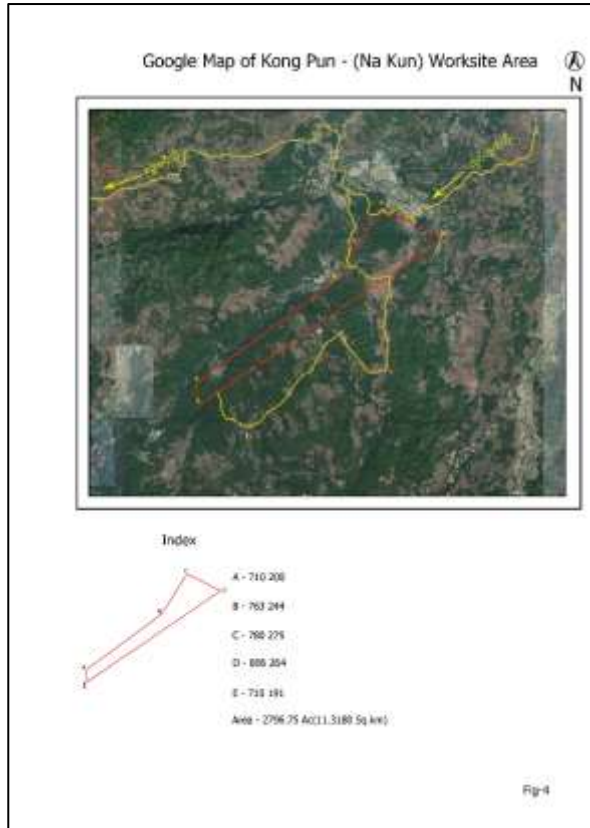 Google Map of Kong Pun - (Na Kun) Worksite Area
N
Index
C
A - 710 208
B - 763 244
C - 780 275
E - 710 191
Area - 2796.75 Ac(11.3180 Sq km)
Fig-4